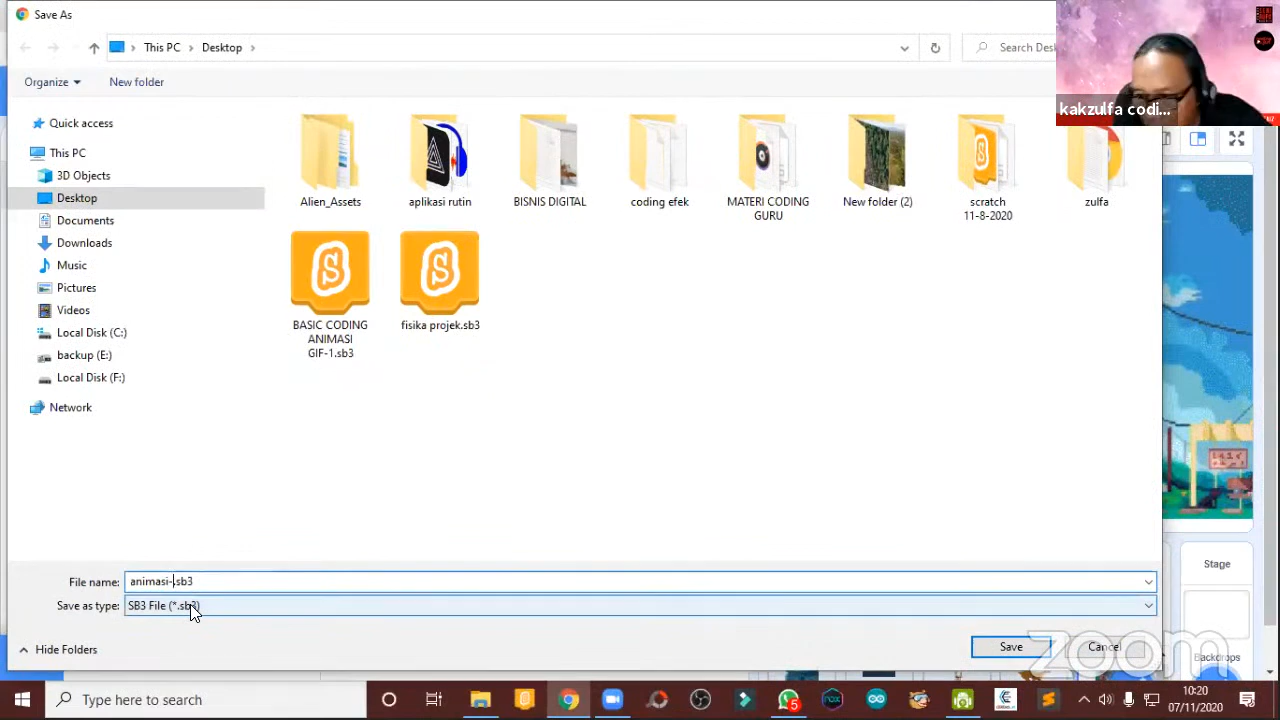 Save As
This PC
Desktop
Search Des
Organize
New folder
kakzulfa codi...
Quick access
This PC
3D Objects
Desktop
Documents
Downloads
Music
Pictures
Videos
Local Disk (C:)
backup (E:)
Local Disk (F:)
Network
Alien_Assets
aplikasi rutin
BISNIS DIGITAL
coding efek
MATERI CODING
GURU
New folder (2)
scratch
11-8-2020
zulfa
BASIC CODING
ANIMASI
GIF-1.sb3
fisika projek.sb3
File name:
animasi-.sb3
Save as type:
SB3 File (*.sb3)
Hide Folders
Save
Cancel
Stage
Backdrops
zoom
Type here to search
5
10:20
07/11/2020